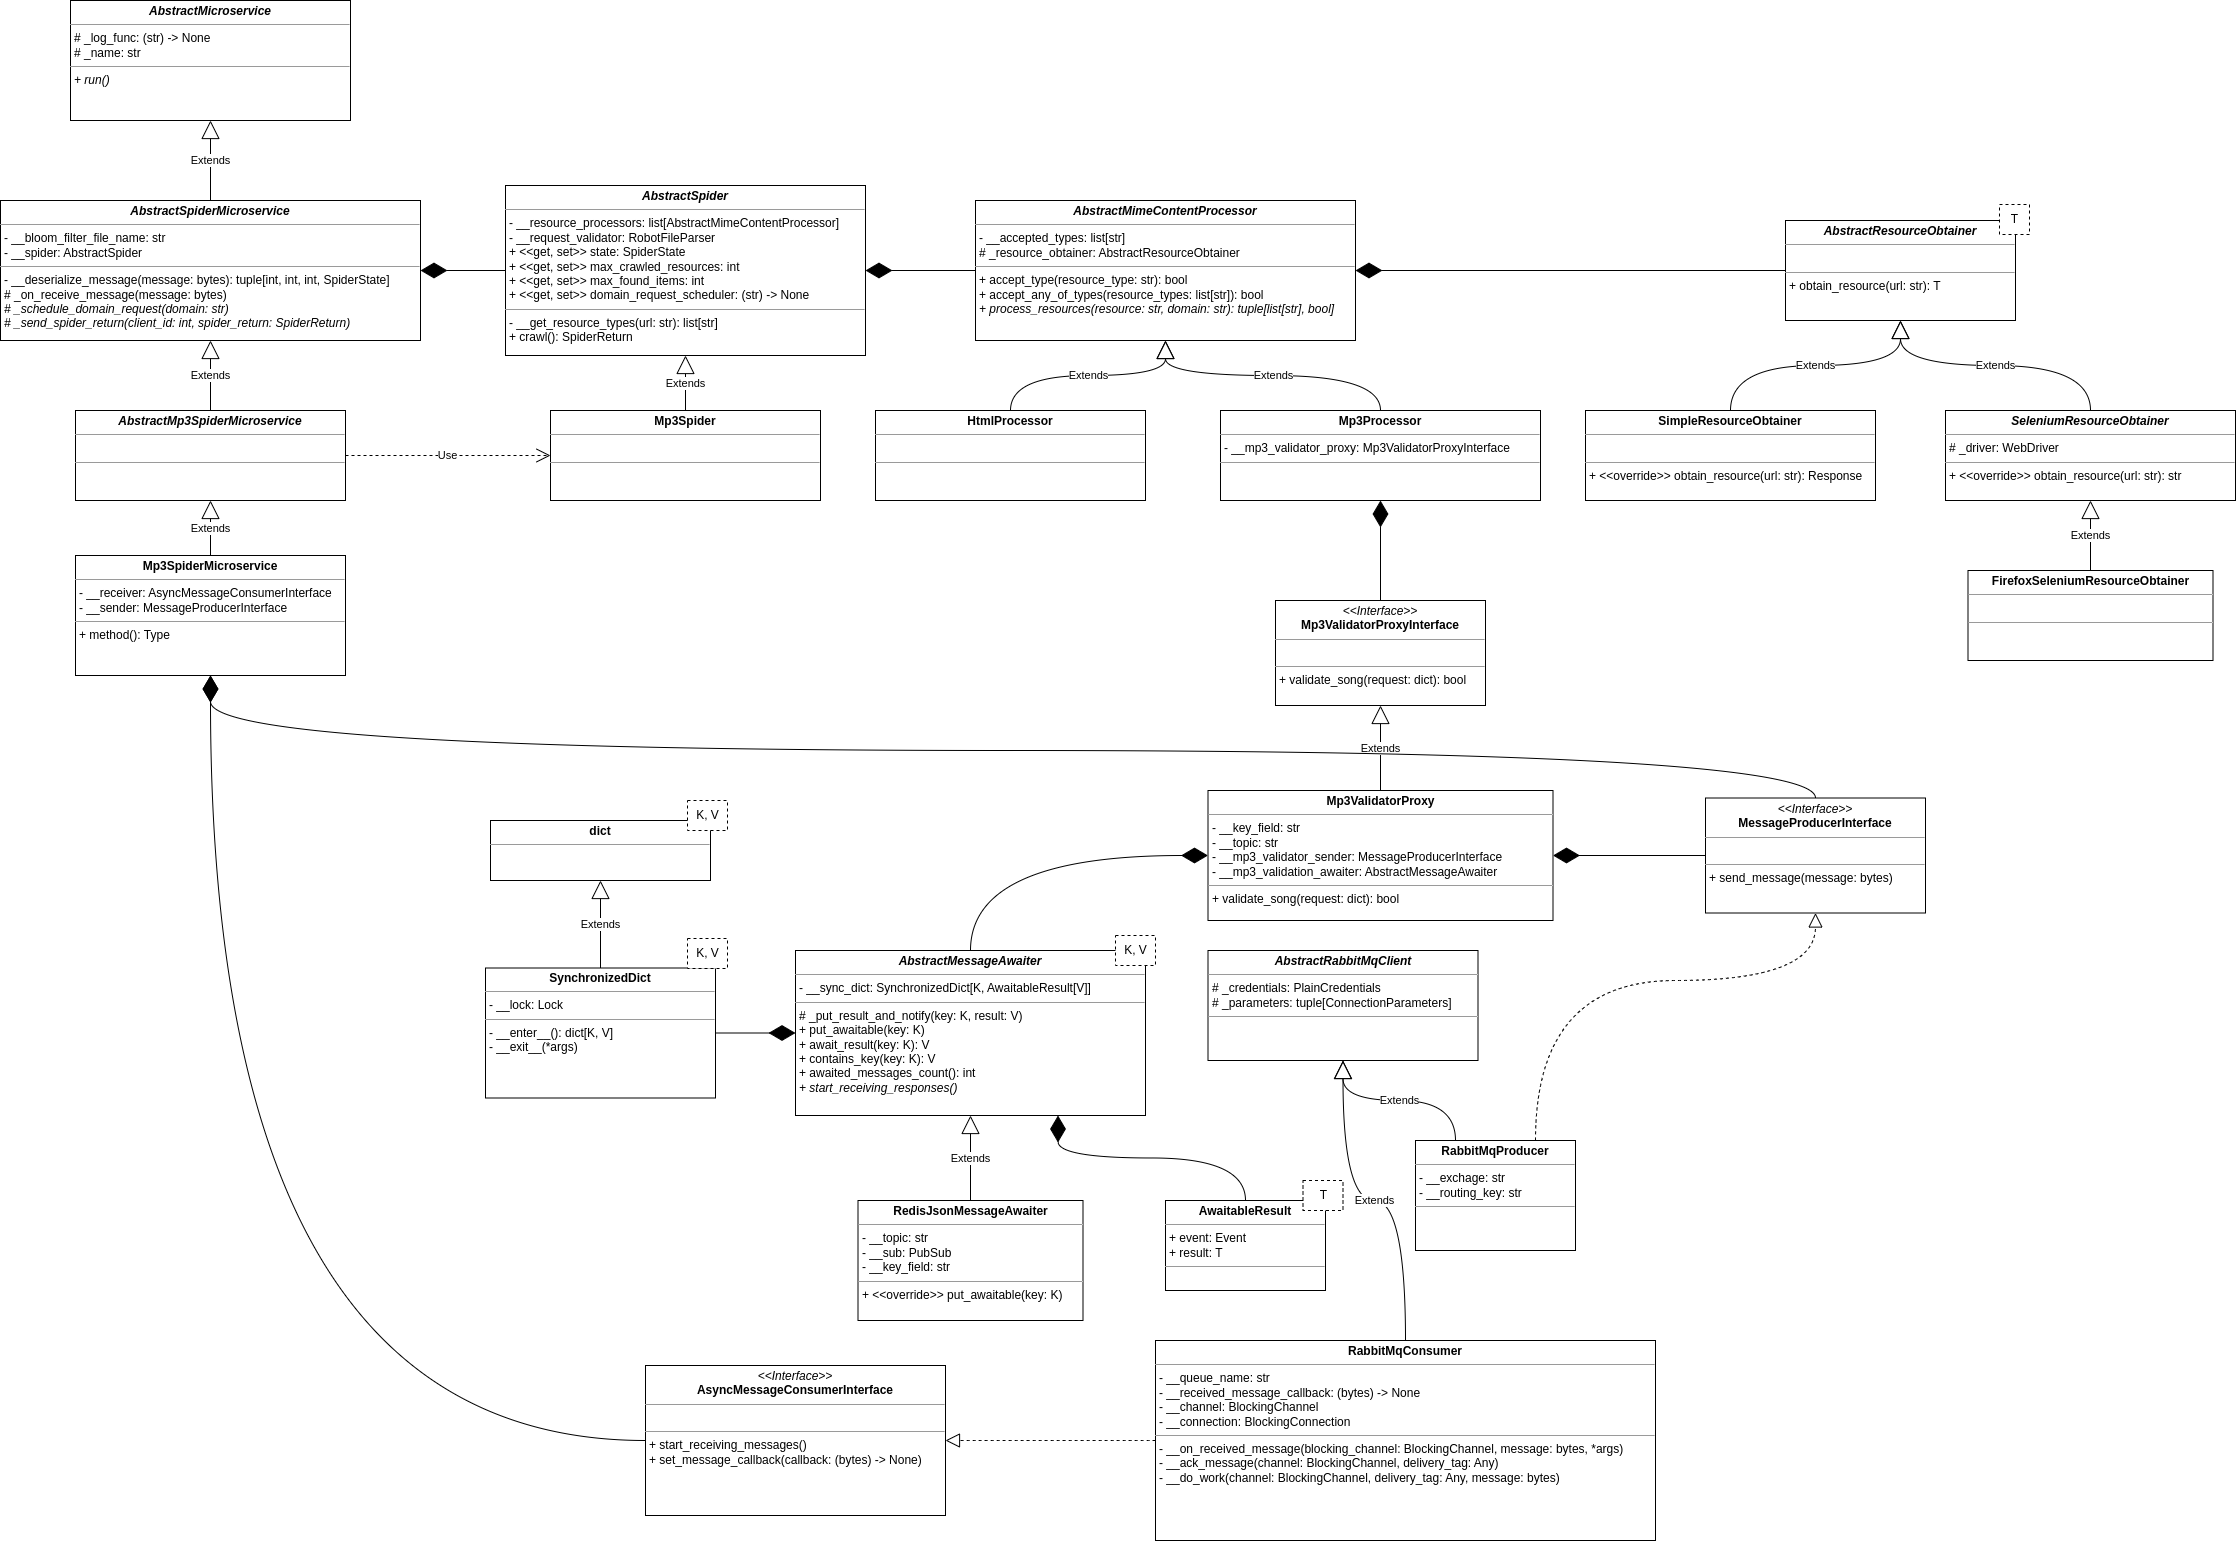 AbstractMicroservice
# _log_func: (str) -> None
# _name: str
+ run()
Extends
AbstractSpiderMicroservice
- __bloom_filter_file_name: str
- __spider: AbstractSpider
- __deserialize_message(message: bytes): tuple[int, int, int, SpiderState]
# _on_receive_message(message: bytes)
# _schedule_domain_request(domain: str)
# _send_spider_return(client_id: int, spider_return: SpiderReturn)
AbstractSpider
- __resource_processors: list[AbstractMimeContentProcessor]
- __request_validator: RobotFileParser
+ <<get, set>> state: SpiderState
+ <<get, set>> max_crawled_resources: int
+ <<get, set>> max_found_items: int
+ <<get, set>> domain_request_scheduler: (str) -> None
- __get_resource_types(url: str): list[str]
+ crawl(): SpiderReturn
AbstractMimeContentProcessor
- __accepted_types: list[str]
# _resource_obtainer: AbstractResourceObtainer
+ accept_type(resource_type: str): bool
+ accept_any_of_types(resource_types: list[str]): bool
+ process_resources(resource: str, domain: str): tuple[list[str], bool]
T
AbstractResourceObtainer
+ obtain_resource(url: str): T
Extends
Extends
Extends
Extends
Extends
Extends
AbstractMp3SpiderMicroservice
Use
Mp3Spider
HtmlProcessor
Mp3Processor
- __mp3_validator_proxy: Mp3ValidatorProxyInterface
SimpleResourceObtainer
+ <<override>> obtain_resource(url: str): Response
SeleniumResourceObtainer
# _driver: WebDriver
+ <<override>> obtain_resource(url: str): str
Extends
Extends
Mp3SpiderMicroservice
- __receiver: AsyncMessageConsumerInterface
- __sender: MessageProducerInterface
+ method(): Type
FirefoxSeleniumResourceObtainer
<<Interface>>
Mp3ValidatorProxyInterface
+ validate_song(request: dict): bool
Extends
K, V
dict
Extends
Mp3ValidatorProxy
- __key_field: str
- __topic: str
- __mp3_validator_sender: MessageProducerInterface
- __mp3_validation_awaiter: AbstractMessageAwaiter
+ validate_song(request: dict): bool
<<Interface>>
MessageProducerInterface
+ send_message(message: bytes)
K, V
SynchronizedDict
- __lock: Lock
- __enter__(): dict[K, V]
- __exit__(*args)
K, V
AbstractMessageAwaiter
- __sync_dict: SynchronizedDict[K, AwaitableResult[V]]
# _put_result_and_notify(key: K, result: V)
+ put_awaitable(key: K)
+ await_result(key: K): V
+ contains_key(key: K): V
+ awaited_messages_count(): int
+ start_receiving_responses()
AbstractRabbitMqClient
# _credentials: PlainCredentials
# _parameters: tuple[ConnectionParameters]
Extends
Extends
Extends
RabbitMqProducer
- __exchage: str
- __routing_key: str
RedisJsonMessageAwaiter
- __topic: str
- __sub: PubSub
- __key_field: str
+ <<override>> put_awaitable(key: K)
T
AwaitableResult
+ event: Event
+ result: T
<<Interface>>
AsyncMessageConsumerInterface
+ start_receiving_messages()
+ set_message_callback(callback: (bytes) -> None)
RabbitMqConsumer
- __queue_name: str
- __received_message_callback: (bytes) -> None
- __channel: BlockingChannel
- __connection: BlockingConnection
- __on_received_message(blocking_channel: BlockingChannel, message: bytes, *args)
- __ack_message(channel: BlockingChannel, delivery_tag: Any)
- __do_work(channel: BlockingChannel, delivery_tag: Any, message: bytes)